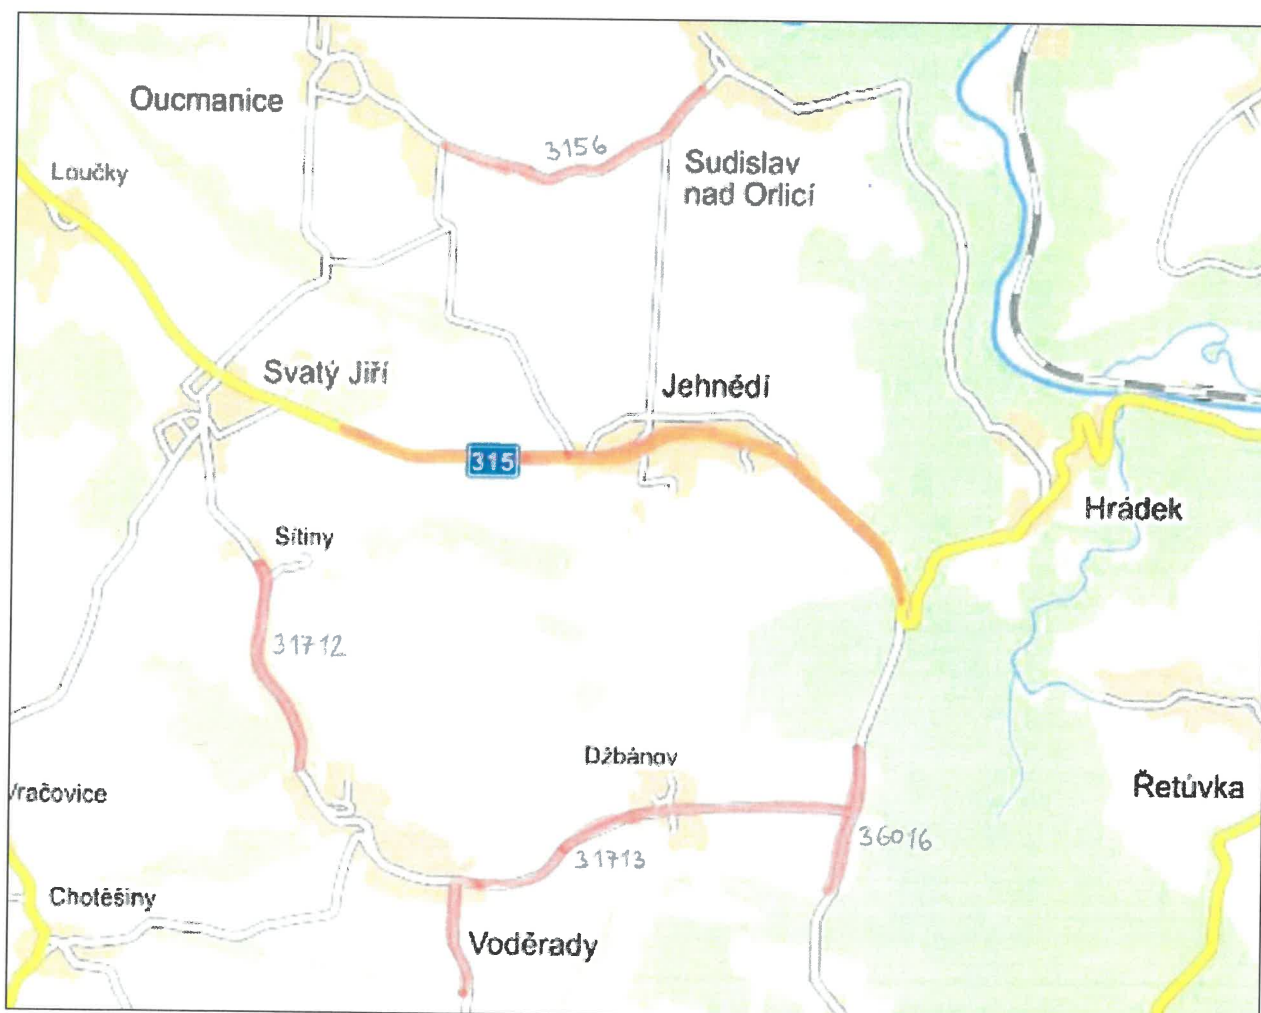 Oucmanice
Loučky
3156
Sudislav
nad Orlicí
Svatý Jiří
Jehnědí
315
Hrádek
Sítiny
31712
Džbánov
Vračovice
Řetůvka
36016
31713
Chotěšiny
Voděrady